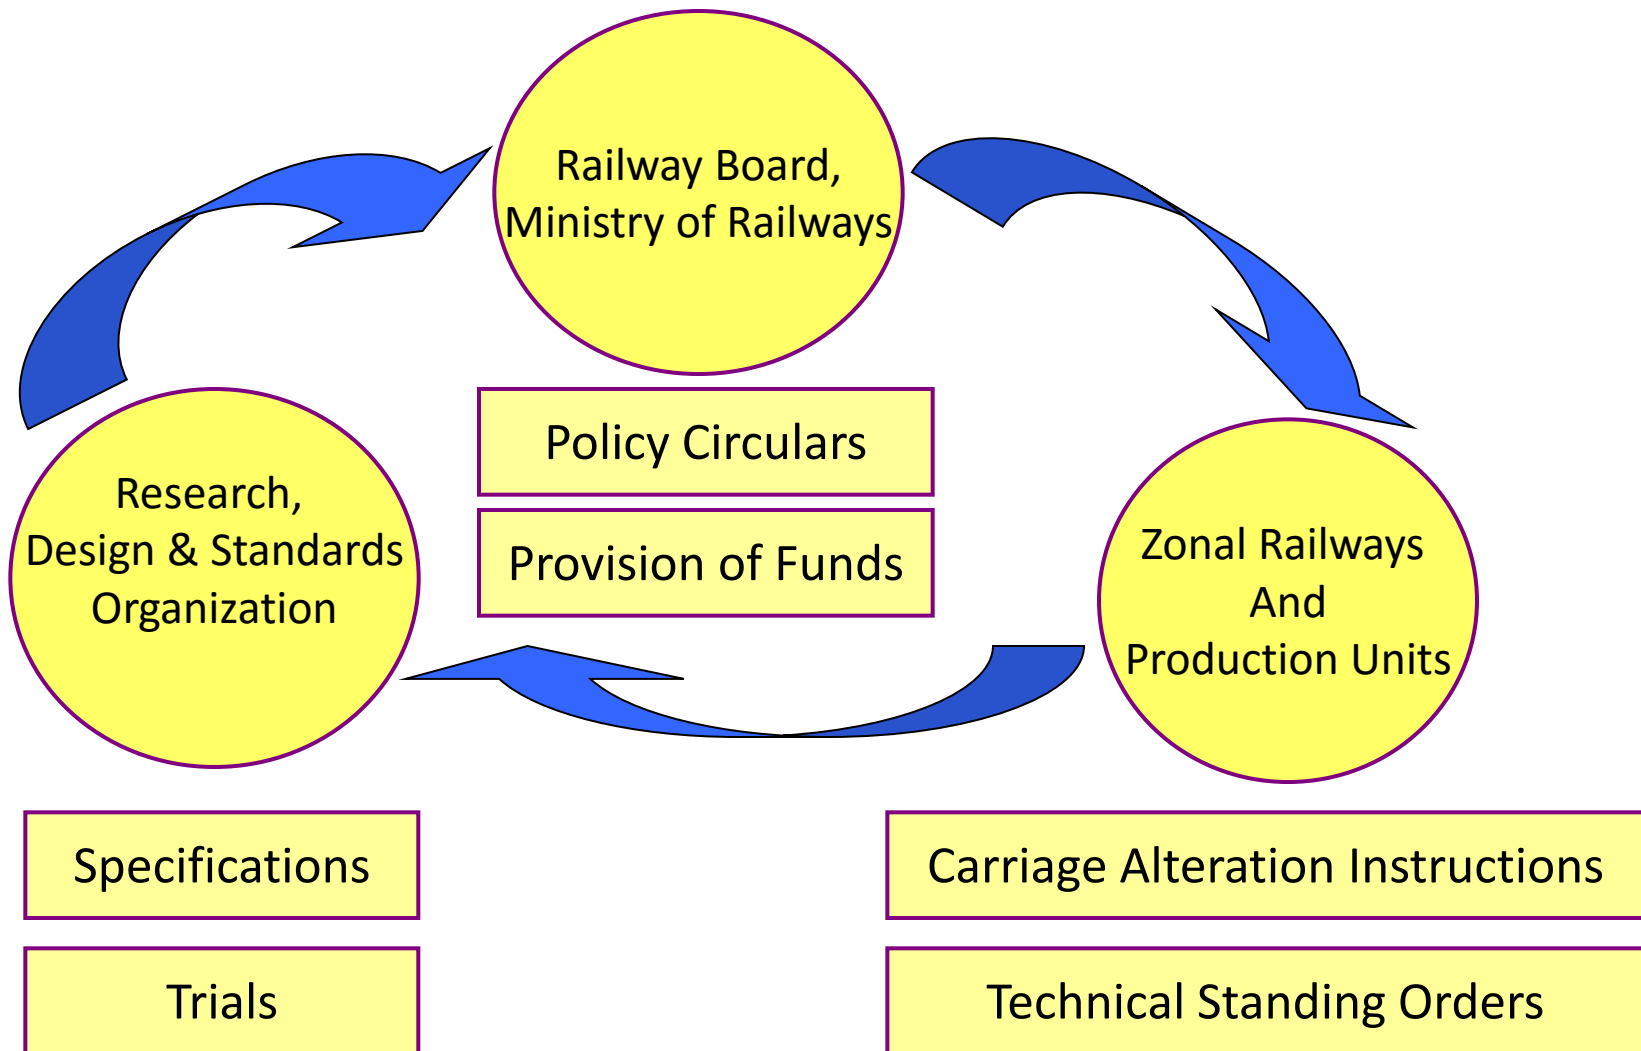 Railway Board,
Ministry of Railways
Policy Circulars
Provision of Funds
Research,
Design & Standards
Organization
Zonal Railways
And
Production Units
Specifications
Trials
Carriage Alteration Instructions
Technical Standing Orders